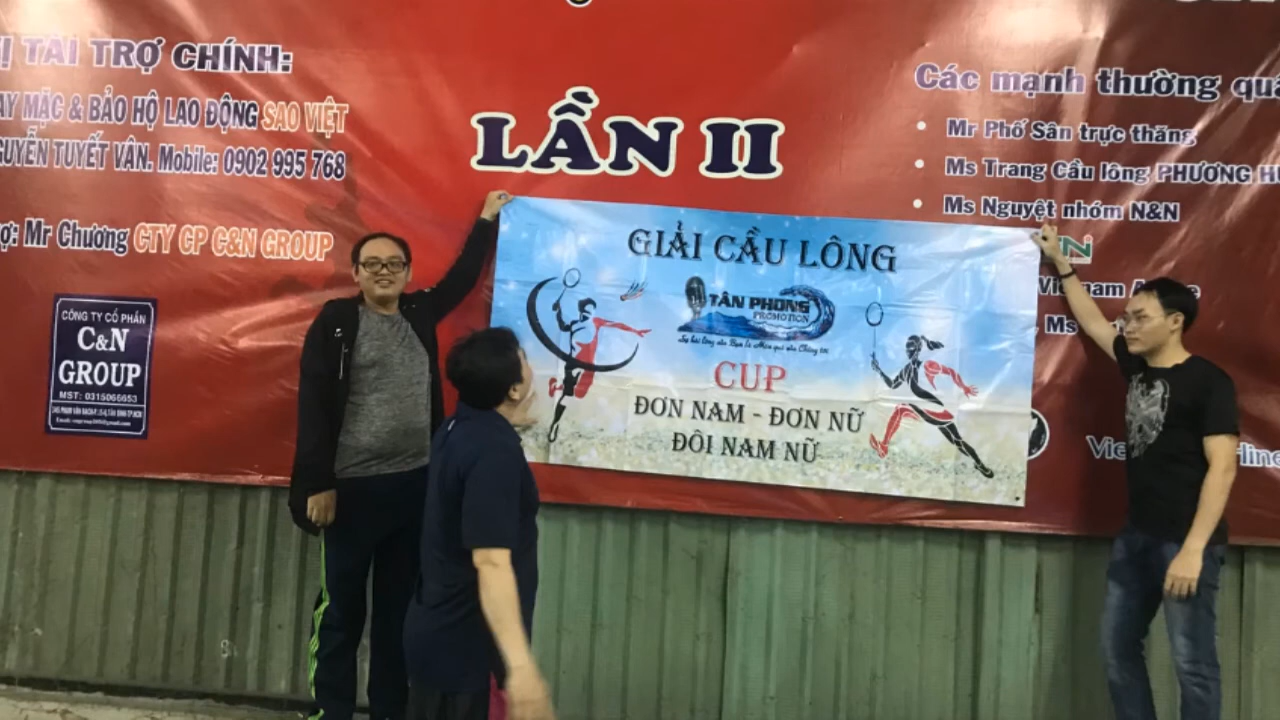 TÀI TRỢ CHÍNH:
MẶC & BẢO HỘ LAO ĐỘNG SAO VIỆT
NGUYỄN TUYẾT VÂN. Mobile: 0902 995 768
Mr Chương CTY CP C&N GROUP
CÔNG TY CỔ PHẦN
C&N
GROUP
MST: 0315066653
LẦN II
GIẢI CẦU LÔNG
TÂN PHONG
PROMOTION
CUP
ĐƠN NAM - ĐƠN NỮ
ĐÔI NAM NỮ
Các mạnh thường
• Mr Phố Sân trực thăng
• Ms Trang Cầu lông PHƯƠNG
• Ms Nguyệt nhóm N&N
Ms